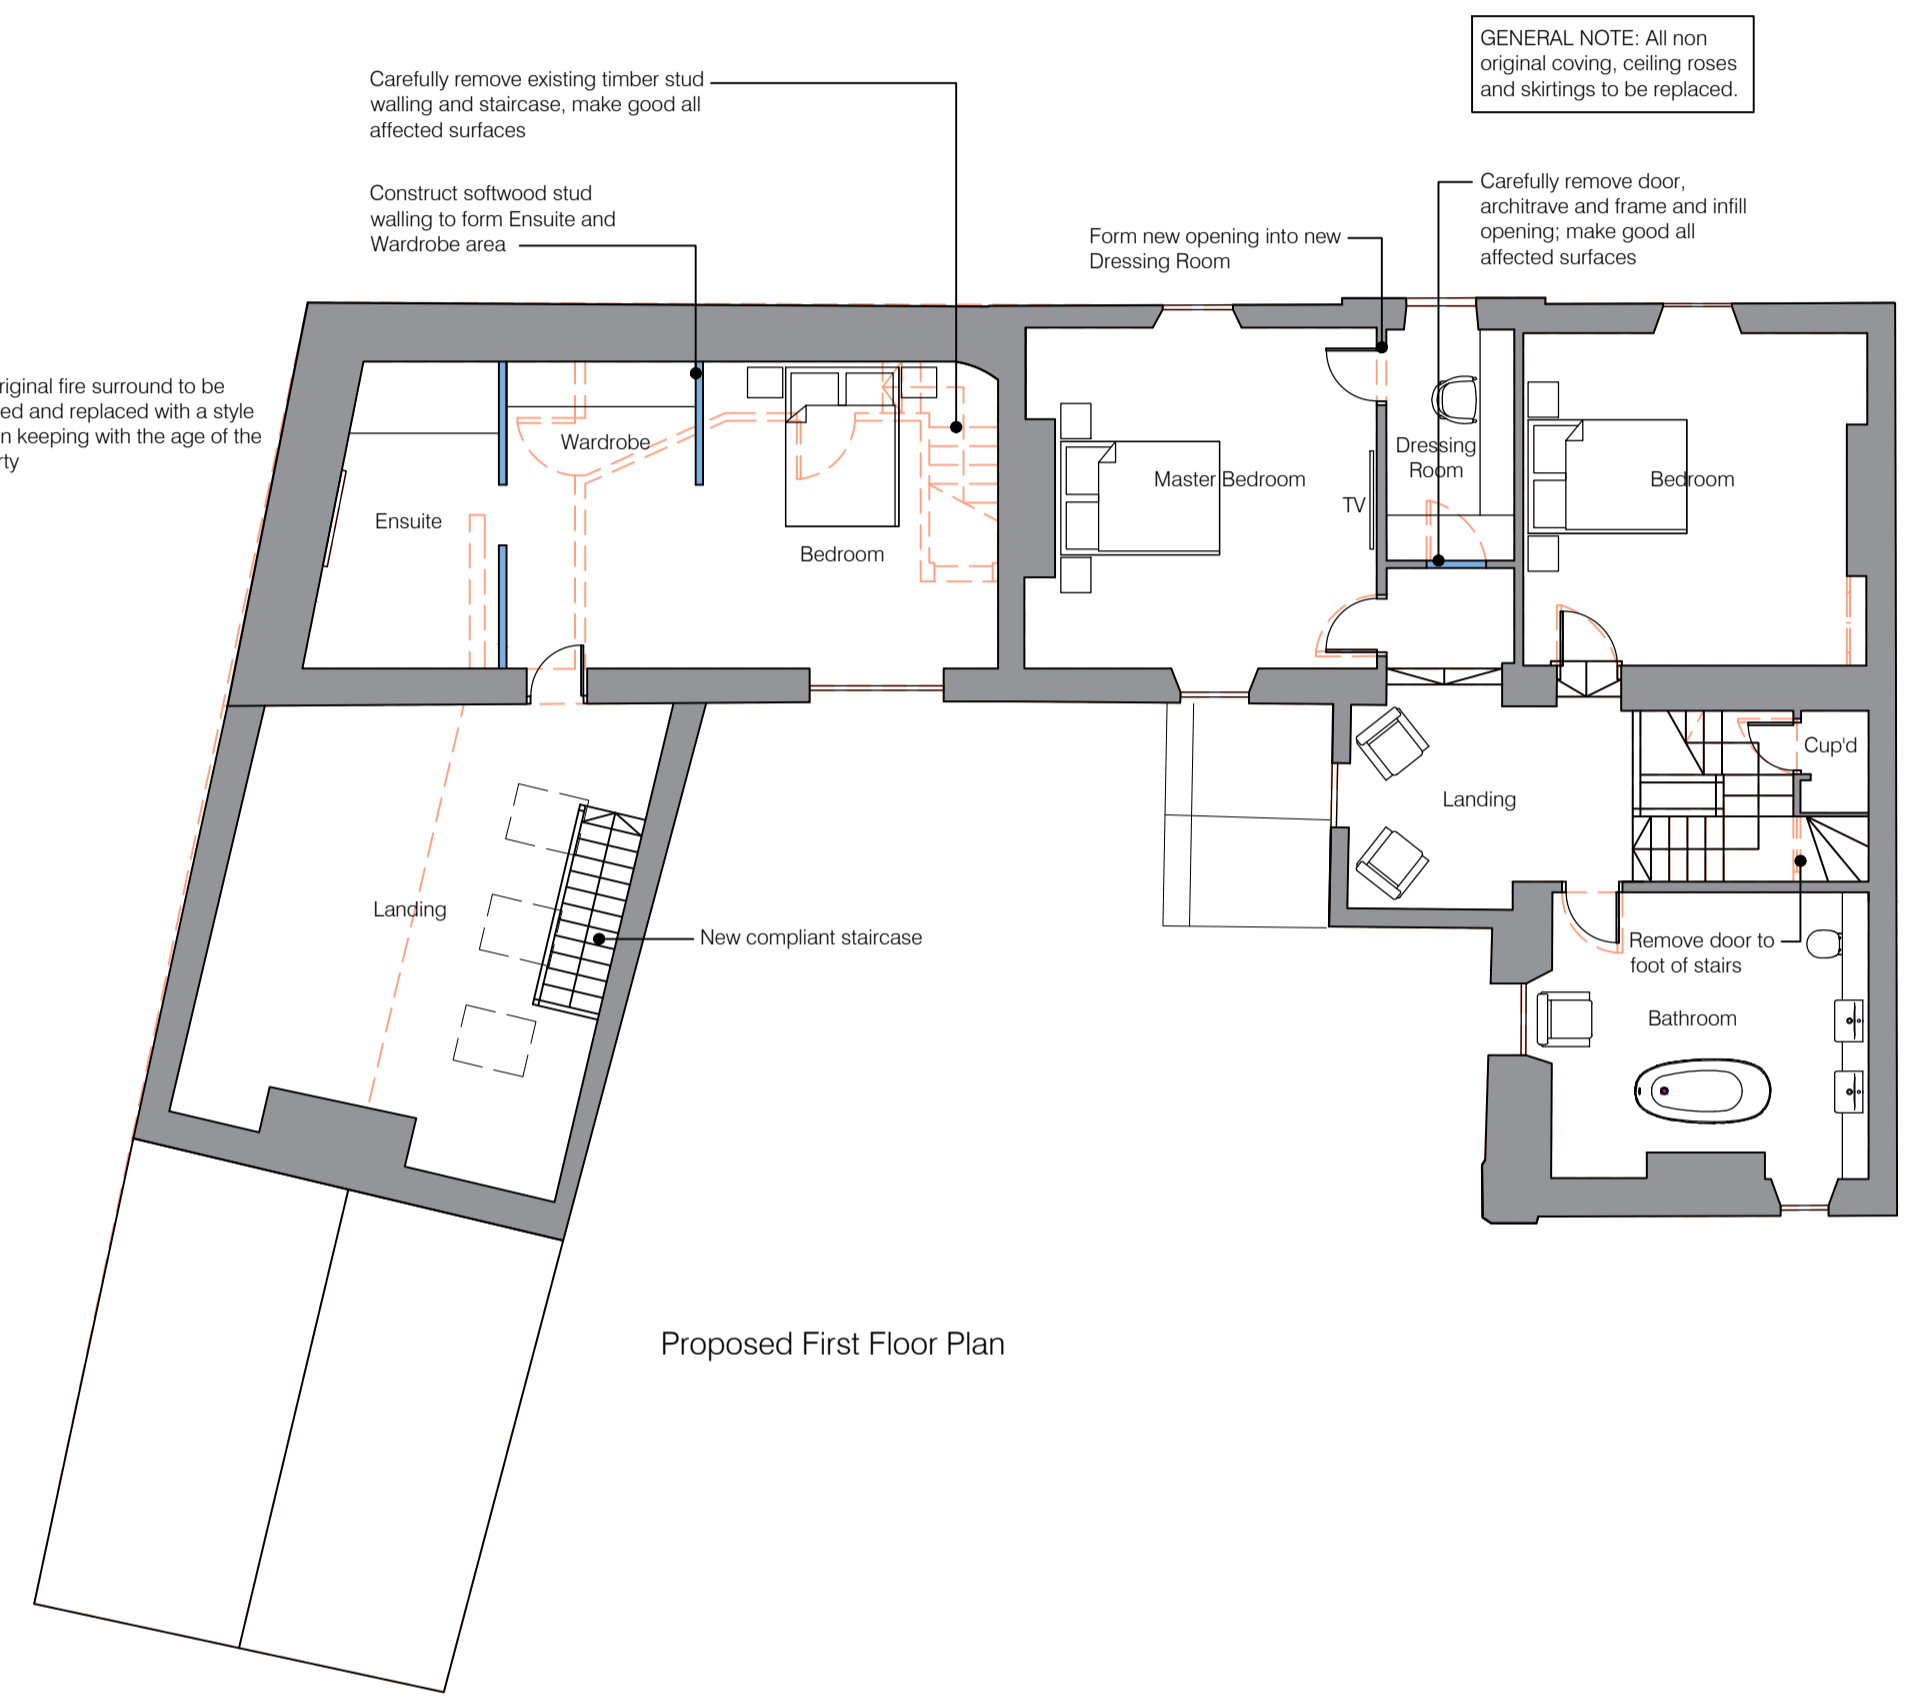 GENERAL NOTE: All non
original coving, ceiling roses
and skirtings to be replaced.
Carefully remove existing timber stud
walling and staircase, make good all
affected surfaces
Construct softwood stud
walling to form Ensuite and
Wardrobe area
Form new opening into new
Dressing Room
Carefully remove door,
architrave and frame and infill
opening; make good all
affected surfaces
fire surround to be
and replaced with a style
keeping with the age of the
Wardrobe
Ensuite
Bedroom
Master Bedroom
TV
Dressing
Room
Bedroom
Cup'd
Landing
Landing
New compliant staircase
Remove door to
foot of stairs
Bathroom
Proposed First Floor Plan